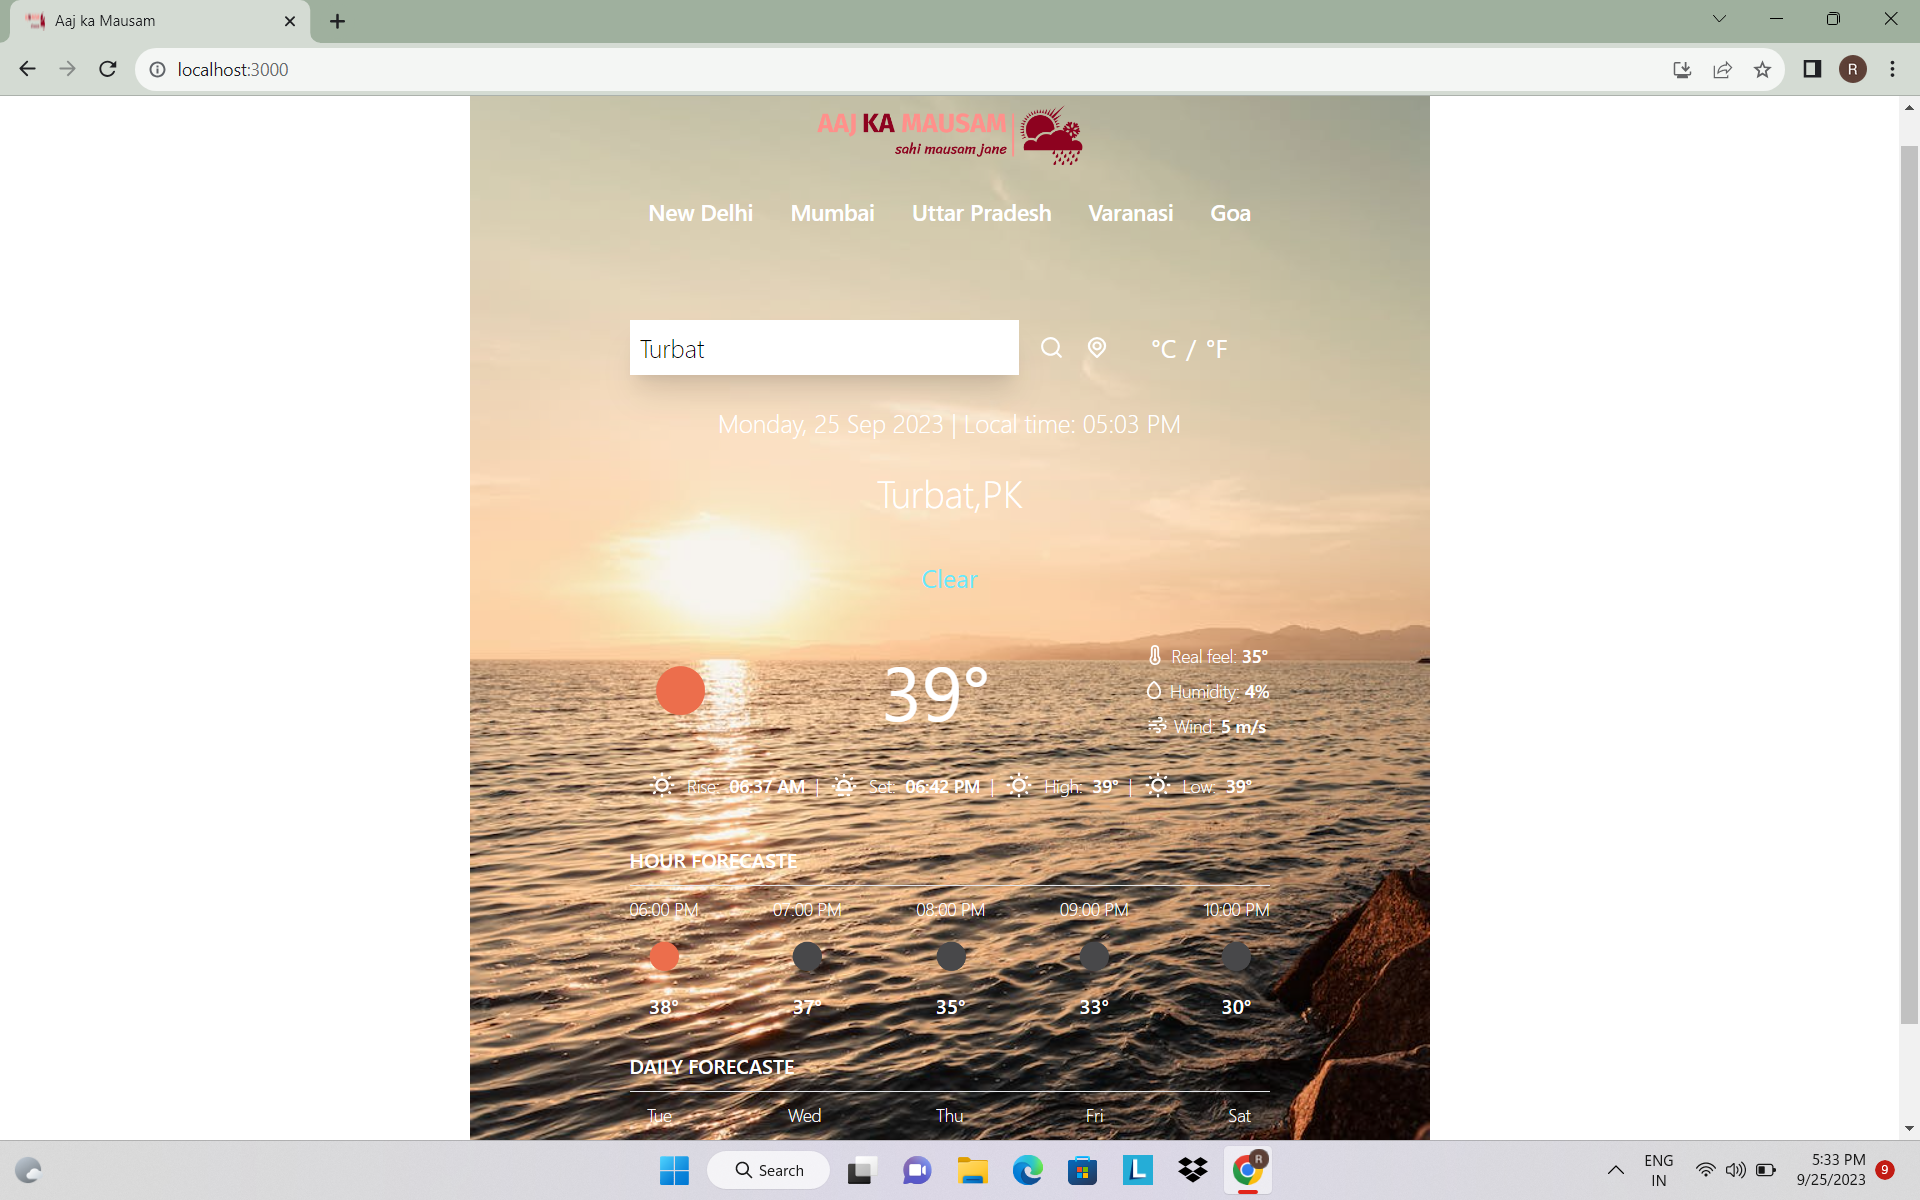 Aaj ka Mausam
localhost:3000
R
AAJ KA MAUSAM
sahi mausam jane
New Delhi Mumbai Uttar Pradesh Varanasi Goa
Turbat
°C / °F
Monday, 25 Sep 2023 | Local time: 05:03 PM
Turbat,PK
Clear
39°
Real feel: 35°
Humidity: 4%
Wind: 5 m/s
Rise: 06:37 AM | Set: 06:42 PM | High: 39° | Low: 39°
HOUR FORECASTE
06:00 PM 07:00 PM 08:00 PM 09:00 PM 10:00 PM
38° 37° 35° 33° 30°
DAILY FORECASTE
Tue Wed Thu Fri Sat
Search
L
R
ENG
IN
5:33 PM
9/25/2023
9